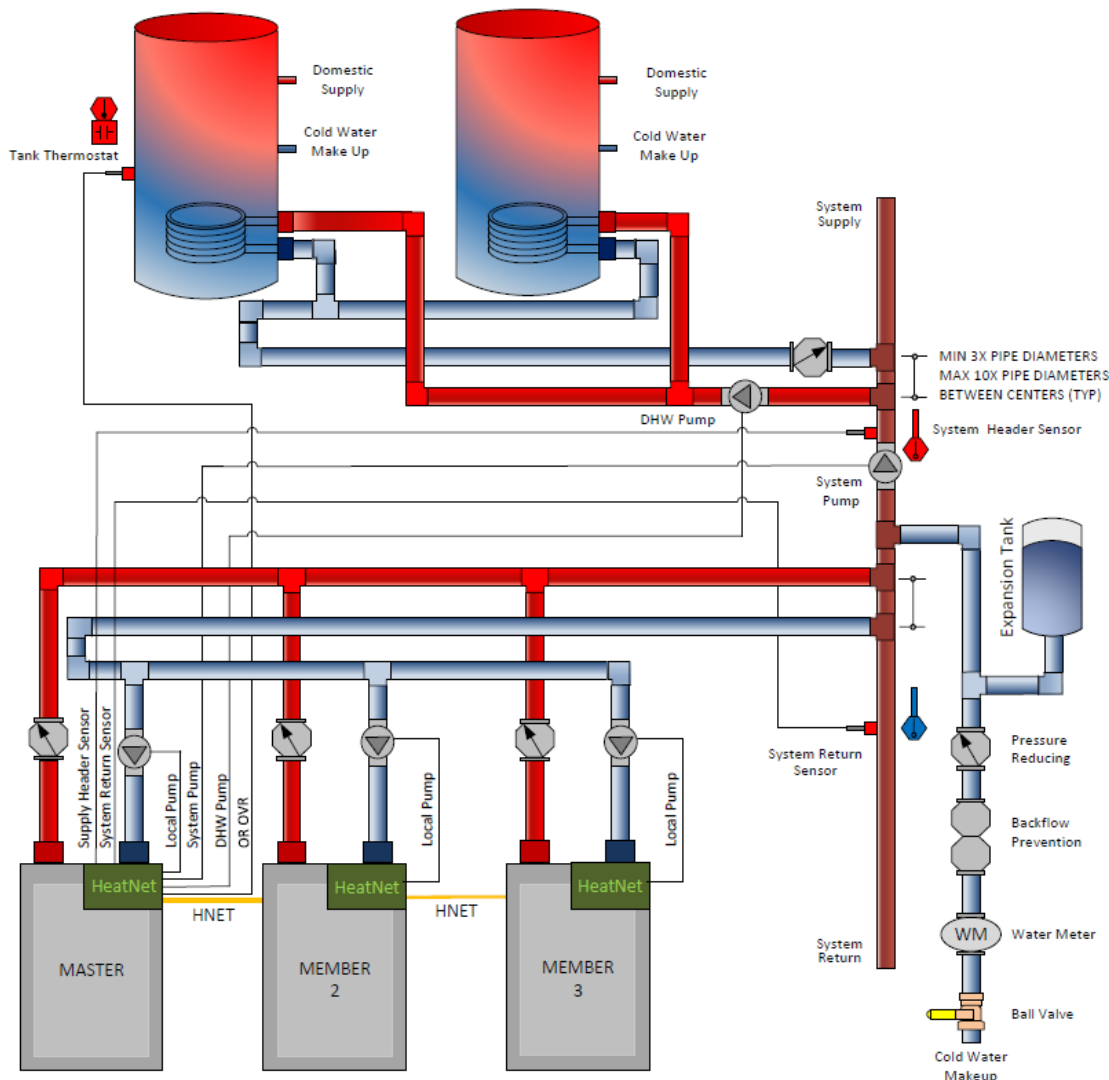 Domestic
Supply
Cold Water
Make Up
Tank Thermostat
Domestic
Supply
Cold Water
Make Up
System
Supply
MIN 3X PIPE DIAMETERS
MAX 10X PIPE DIAMETERS
BETWEEN CENTERS (TYP)
DHW Pump
System Header Sensor
System
Pump
Expansion Tank
Supply Header Sensor
System Return Sensor
Local Pump
System Pump
DHW Pump
OR OVR
Local Pump
Local Pump
System Return
Sensor
Pressure
Reducing
Backflow
Prevention
HeatNet
HNET
HeatNet
HNET
HeatNet
MASTER
MEMBER
2
MEMBER
3
WM
Water Meter
System
Return
Ball Valve
Cold Water
Makeup